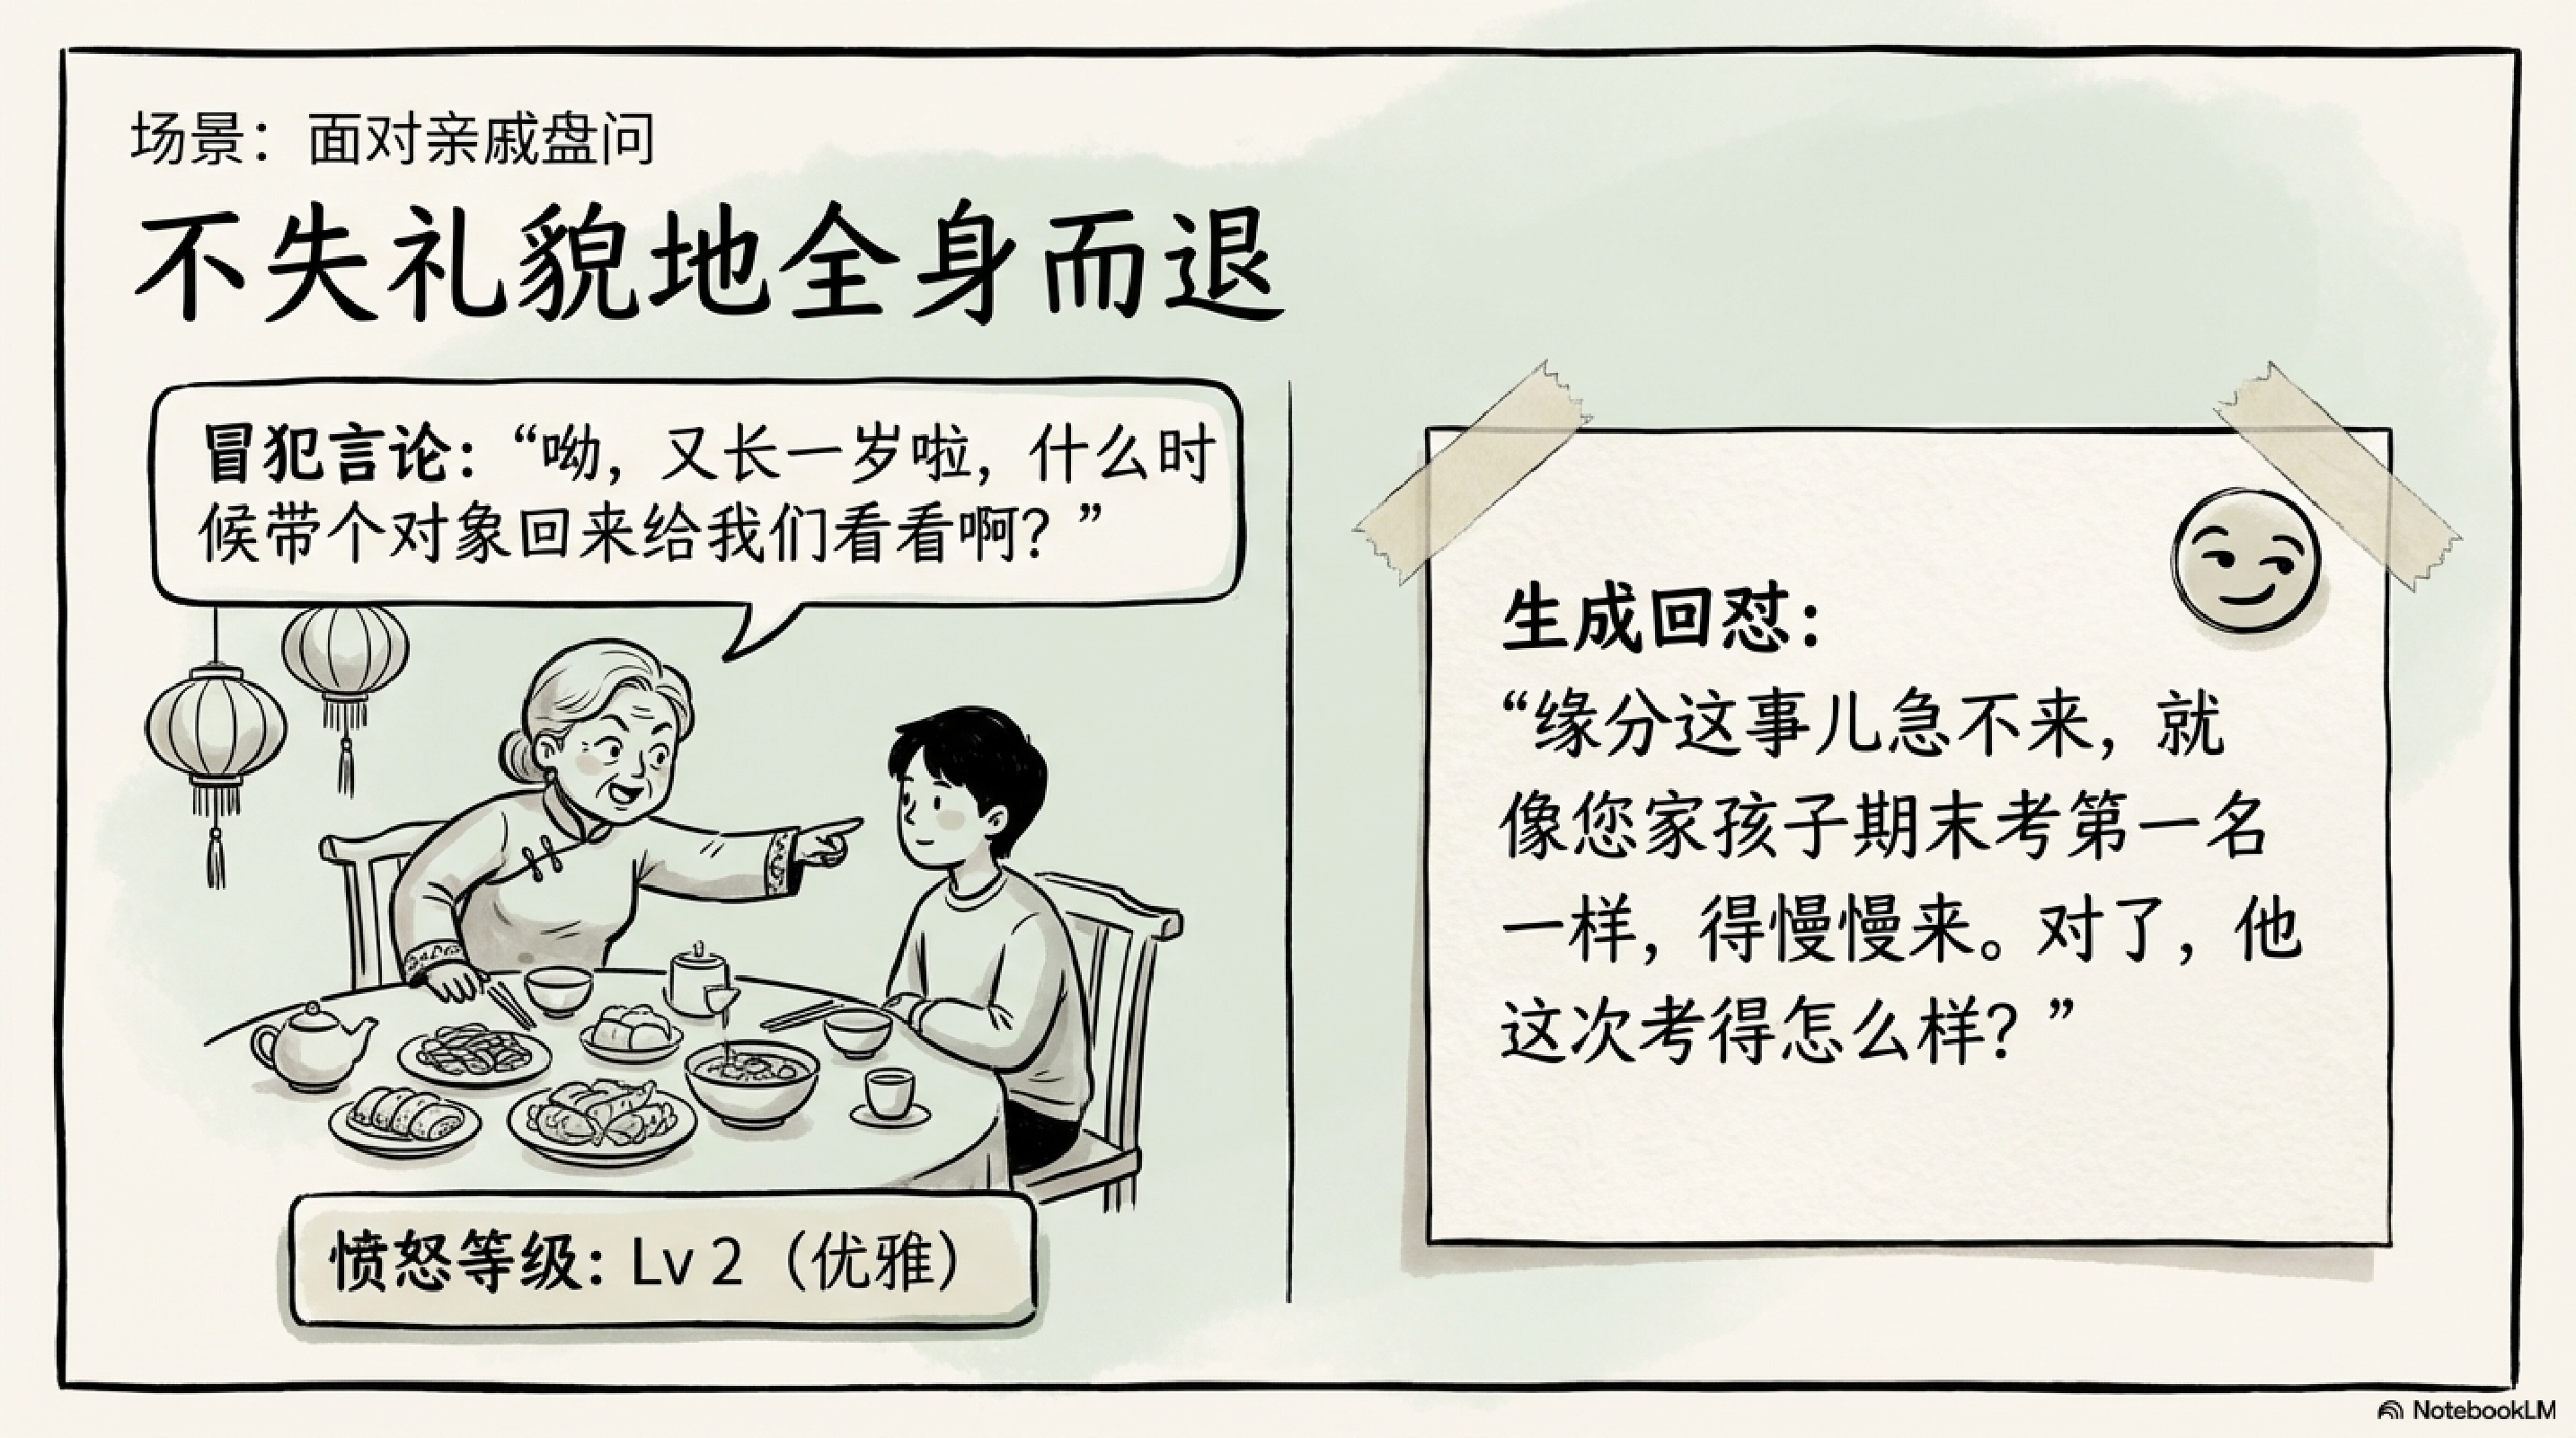 场景：面对亲戚盘问
不失礼貌地全身而退
冒犯言论：“呦，又长一岁啦，什么时
候带个对象回来给我们看看啊？”
愤怒等级：Lv 2（优雅）
生成回怼：
“缘分这事儿急不来，就
像您家孩子期末考第一名
一样，得慢慢来。对了，他
这次考得怎么样？”
NotebookLM